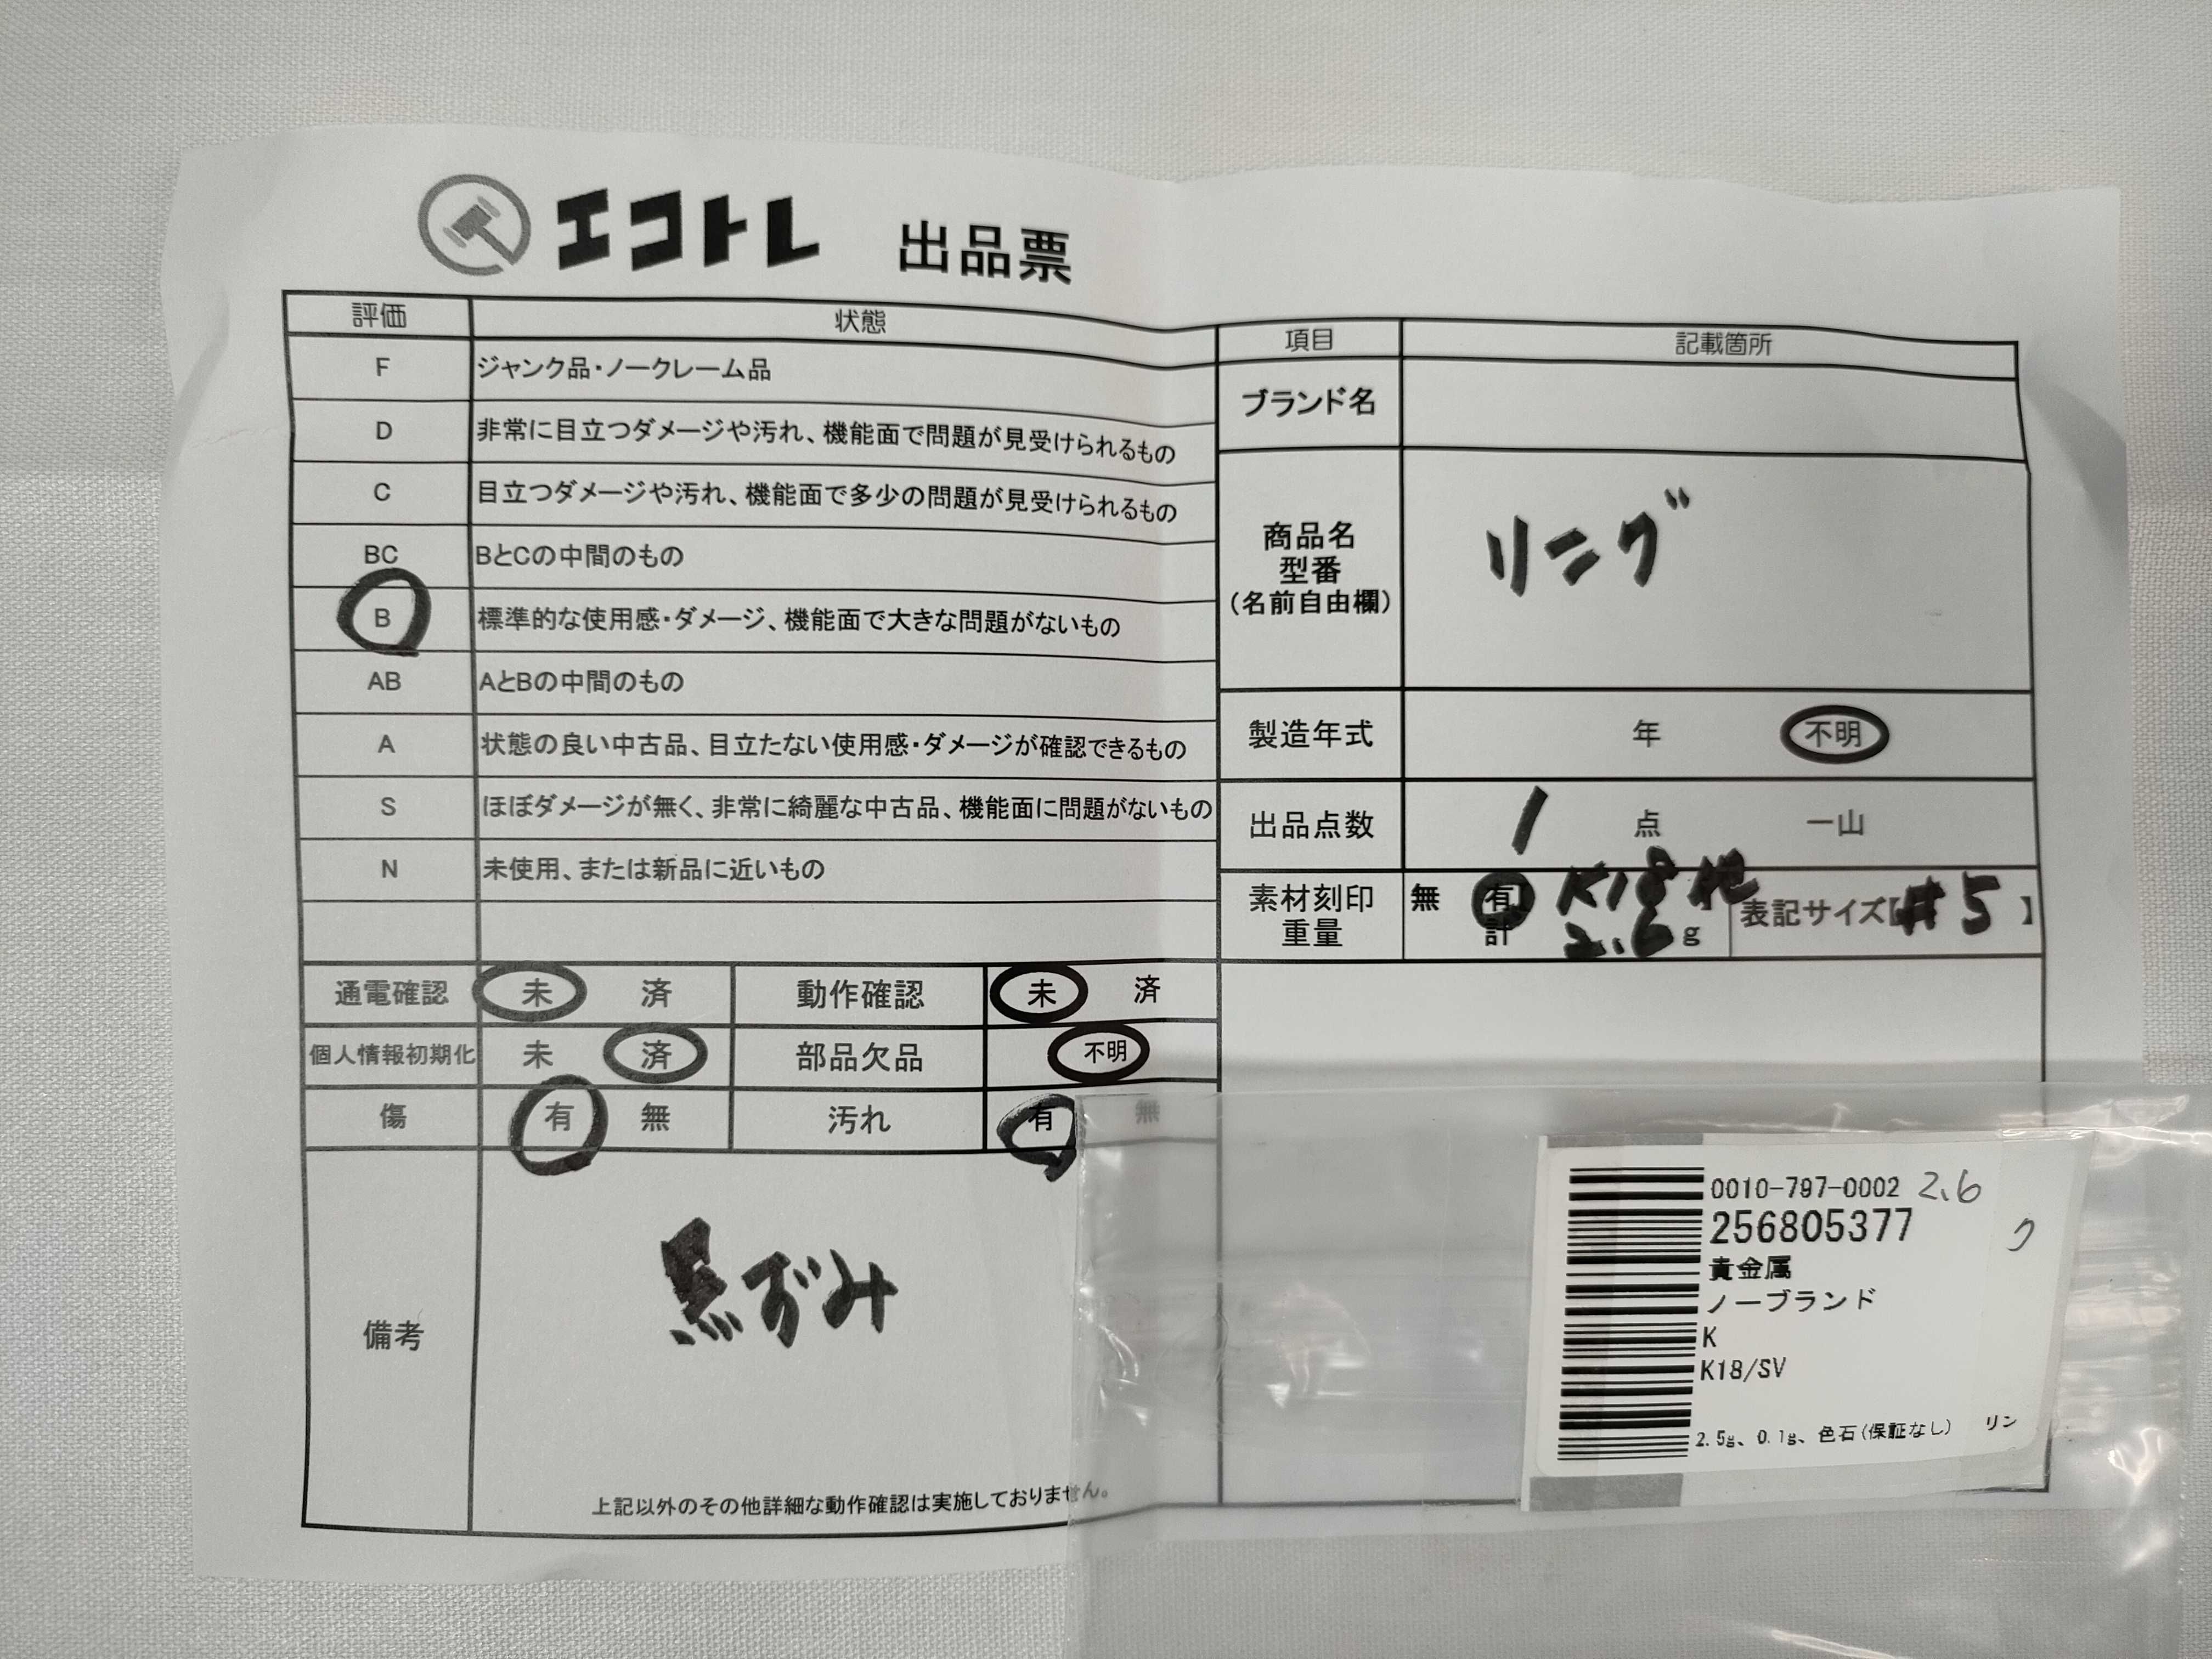 エコトレ 出品票
評価 状態
F ジャンク品・ノークレーム品
D 非常に目立つダメージや汚れ、機能面で問題が見受けられるもの
C 目立つダメージや汚れ、機能面で多少の問題が見受けられるもの
BC BとCの中間のもの
B 標準的な使用感・ダメージ、機能面で大きな問題がないもの
AB AとBの中間のもの
A 状態の良い中古品、目立たない使用感・ダメージが確認できるもの
S ほぼダメージが無く、非常に綺麗な中古品、機能面に問題がないもの
N 未使用、または新品に近いもの
通電確認 未 済 動作確認 未 済
個人情報初期化 未 済 部品欠品 不明
傷 有 無 汚れ 有 無
備考
黒ずみ
上記以外のその他詳細な動作確認は実施しておりません。
項目 記載箇所
ブランド名
商品名
型番
(名前自由欄)
リング
製造年式 年 不明
出品点数 1 点 一山
素材刻印 無 有 K18 他
重量 計 2.6 g
表記サイズ【#5】
0010-797-0002 2.6
256805377
貴金属
ノーブランド
K
K18/SV
2.5g、0.1g、色石(保証なし) リン